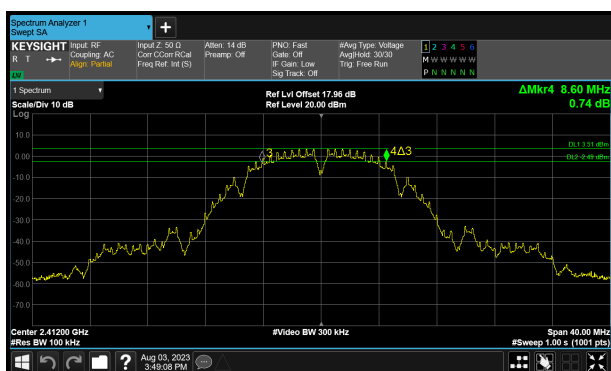 Spectrum Analyzer 1
Swept SA
+
KEYSIGHT
R T
Input: RF
Coupling: AC
Align: Partial
Input Z: 50 Ω
Corr CCorr RCal
Freq Ref: Int (S)
Atten: 14 dB
Preamp: Off
PNO: Fast
Gate: Off
IF Gain: Low
Sig Track: Off
#Avg Type: Voltage
Avg|Hold: 30/30
Trig: Free Run
1 2 3 4 5 6
M W W W W W
P N N N N N
1 Spectrum
Scale/Div 10 dB
Ref Lvl Offset 17.96 dB
Ref Level 20.00 dBm
ΔMkr4 8.60 MHz
0.74 dB
Log
10.0
0.00
-10.0
-20.0
-30.0
-40.0
-50.0
-60.0
-70.0
3
4Δ3
DL1 3.51 dBm
DL2 -2.49 dBm
Center 2.41200 GHz
#Res BW 100 kHz
#Video BW 300 kHz
Span 40.00 MHz
#Sweep 1.00 s (1001 pts)
?
Aug 03, 2023
3:49:08 PM